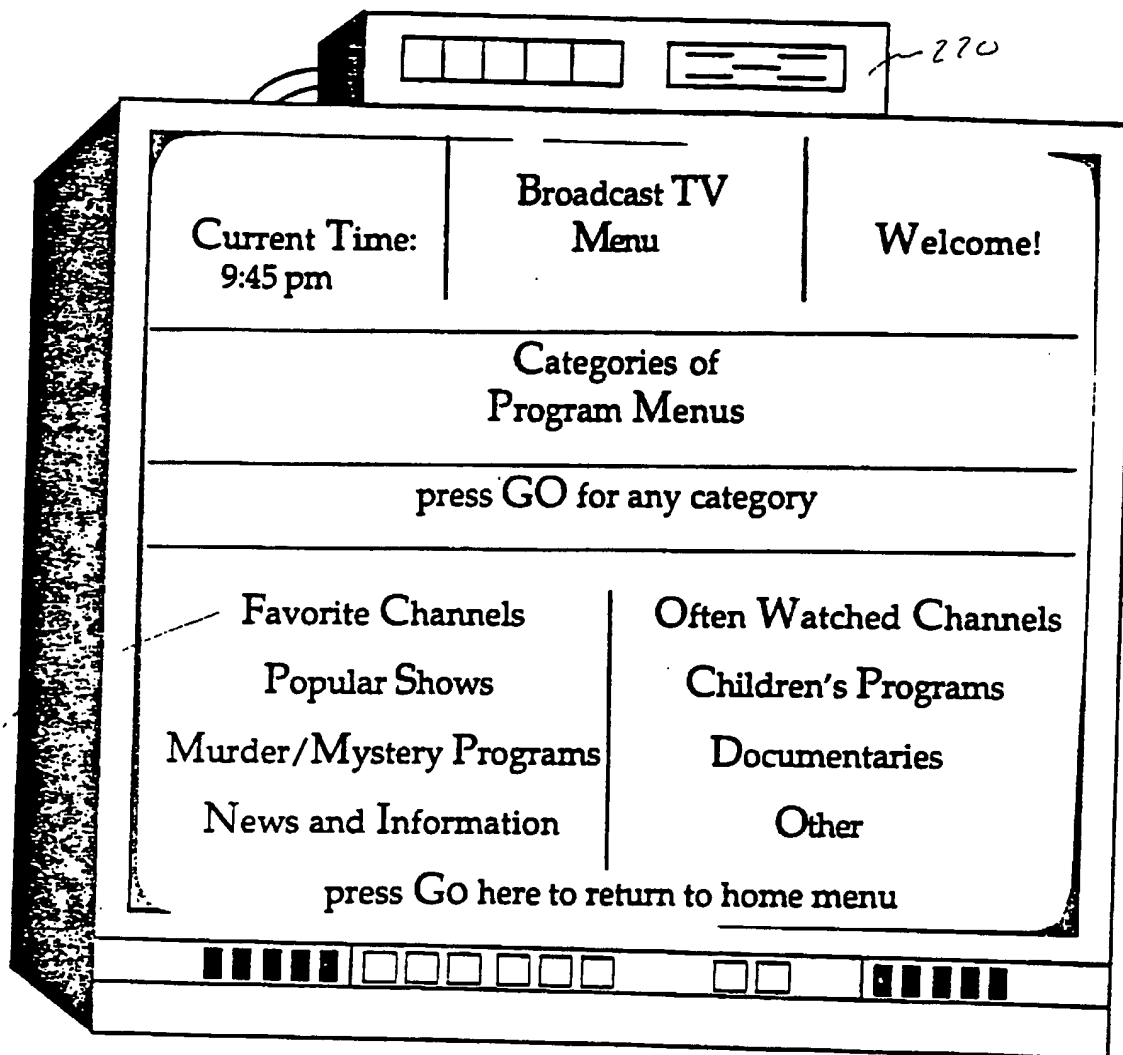 220
Broadcast TV
Menu
Current Time:
9:45 pm
Welcome!
Categories of
Program Menus
press GO for any category
Favorite Channels
Often Watched Channels
Popular Shows
Children's Programs
Murder/Mystery Programs
Documentaries
News and Information
Other
press Go here to return to home menu